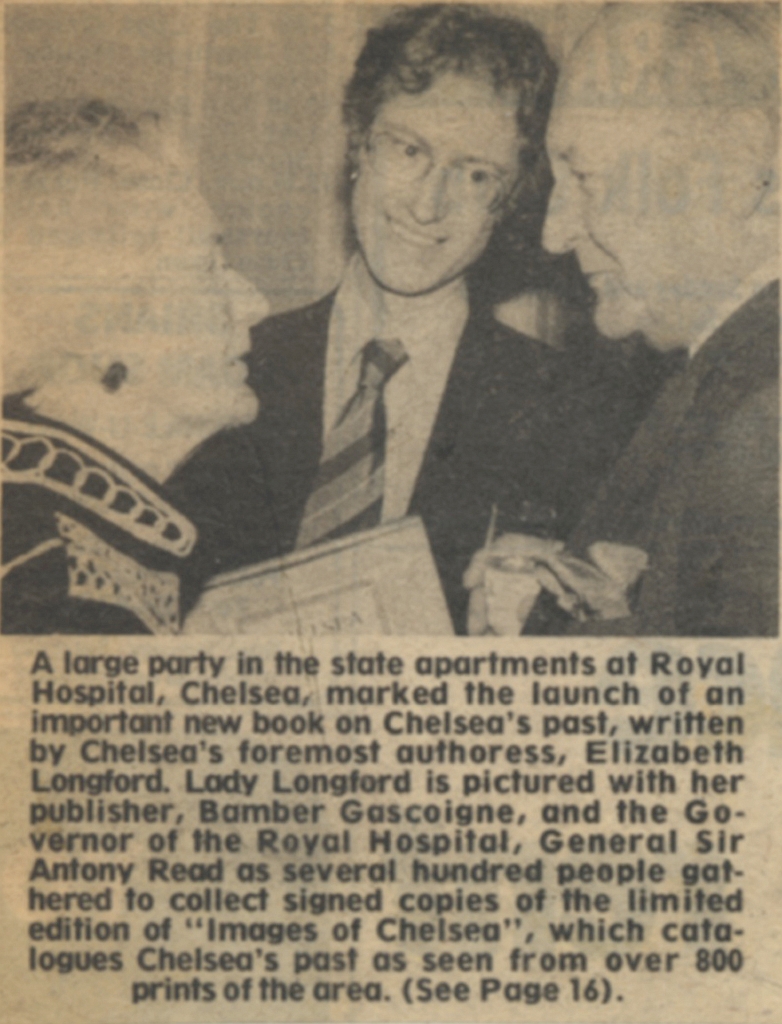 A large party in the state apartments at Royal
Hospital, Chelsea, marked the launch of an
important new book on Chelsea's past, written
by Chelsea's foremost authoress, Elizabeth
Longford. Lady Longford is pictured with her
publisher, Bamber Gascoigne, and the Go-
vernor of the Royal Hospital, General Sir
Antony Read as several hundred people gat-
hered to collect signed copies of the limited
edition of "Images of Chelsea", which cata-
logues Chelsea's past as seen from over 800
prints of the area. (See Page 16).